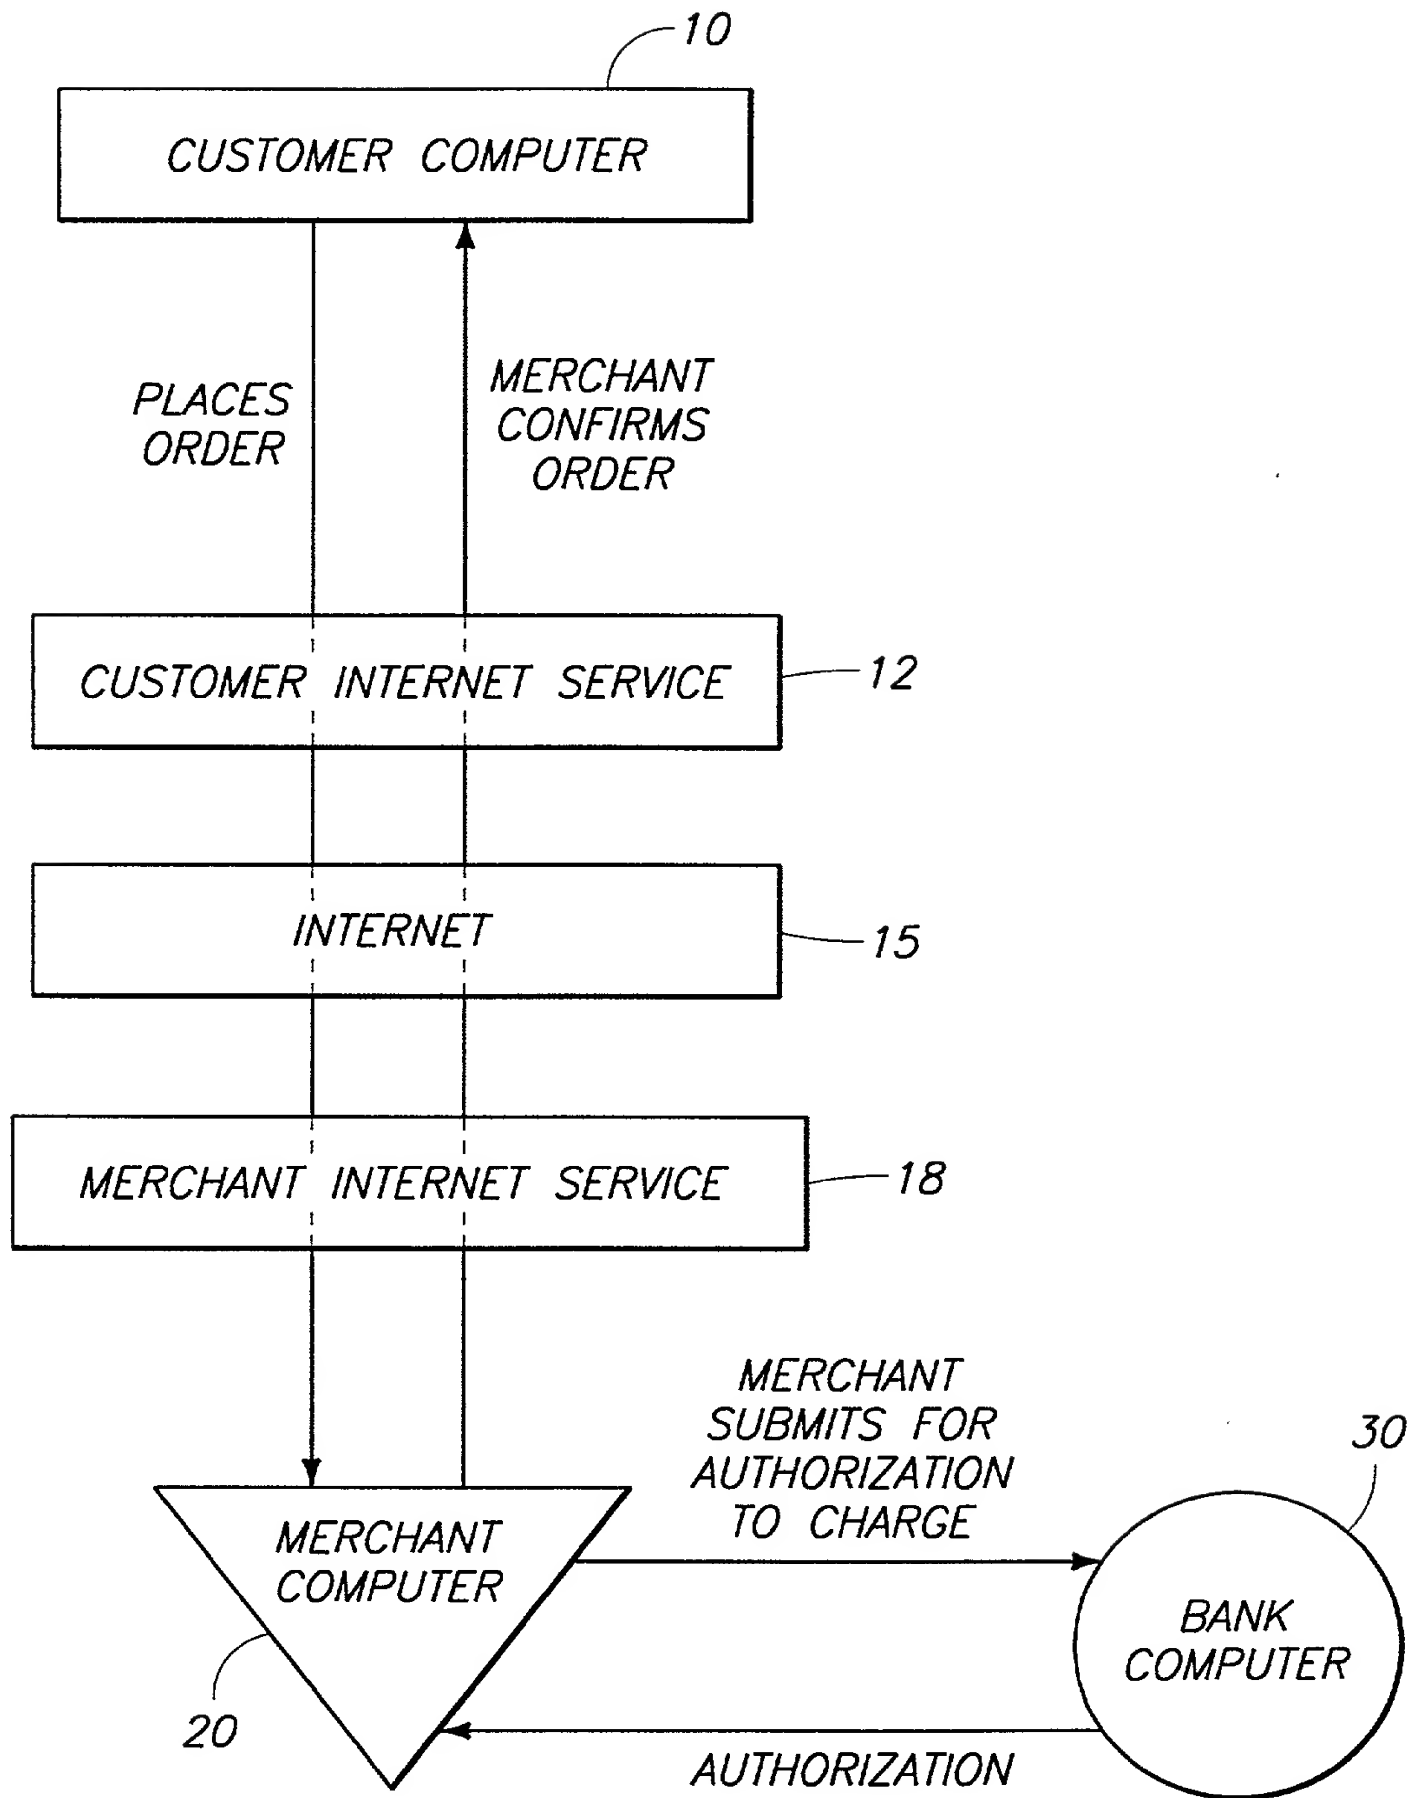 10
CUSTOMER COMPUTER
PLACES
ORDER
MERCHANT
CONFIRMS
ORDER
CUSTOMER INTERNET SERVICE
12
INTERNET
15
MERCHANT INTERNET SERVICE
18
MERCHANT
SUBMITS FOR
AUTHORIZATION
TO CHARGE
30
MERCHANT
COMPUTER
BANK
COMPUTER
20
AUTHORIZATION